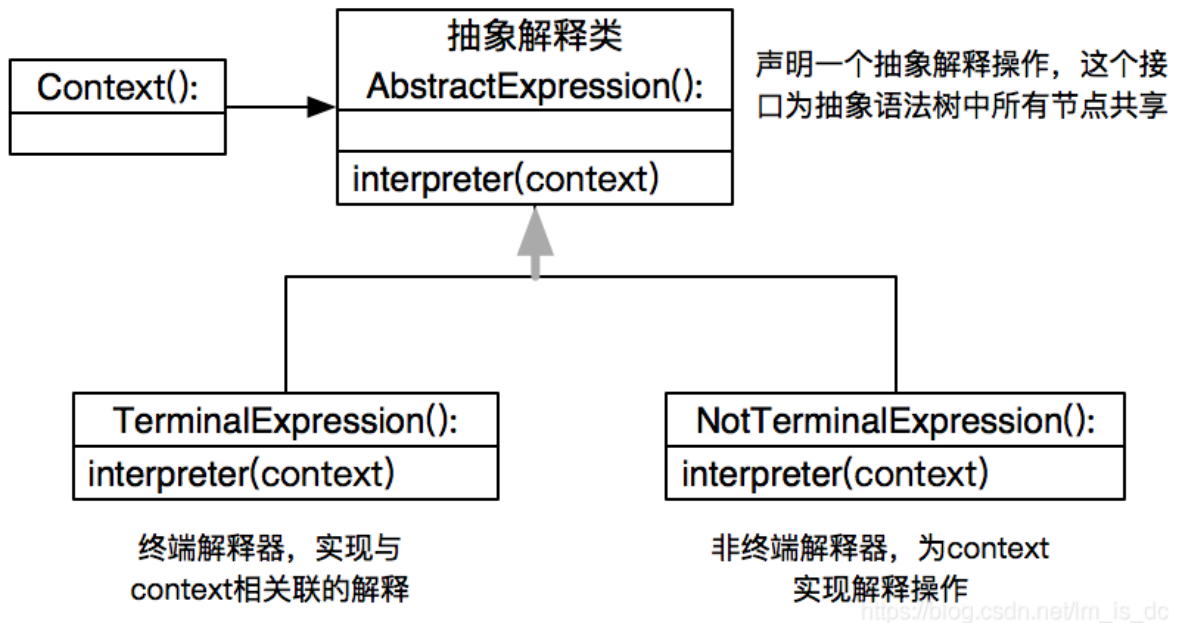 抽象解释类
Context():
AbstractExpression():
声明一个抽象解释操作，这个接
口为抽象语法树中所有节点共享
interpreter(context)
TerminalExpression():
interpreter(context)
NotTerminalExpression():
interpreter(context)
终端解释器，实现与
context相关联的解释
非终端解释器，为context
实现解释操作
https://blog.csdn.net/lm_is_dc